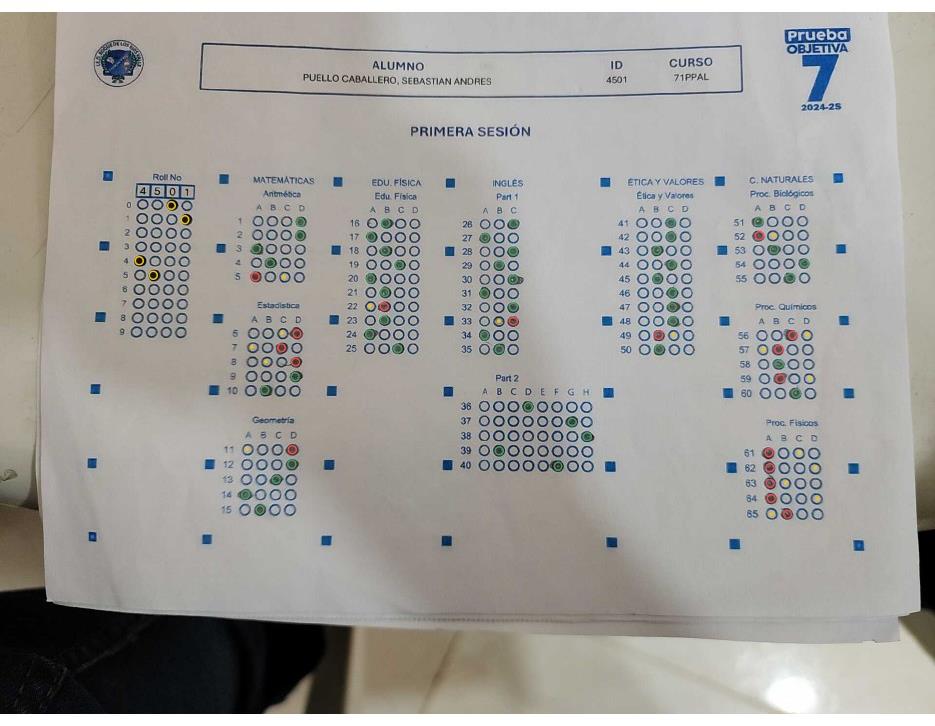 Prueba
OBJETIVA
7
2024-2S
ALUMNO ID CURSO
PUELLO CABALLERO, SEBASTIAN ANDRES 4501 71PPAL
PRIMERA SESIÓN
Roll No
4 5 0 1
0
1
2
3
4
5
6
7
8
9
MATEMÁTICAS
Aritmética
A B C D
1
2
3
4
5
Estadística
A B C D
6
7
8
9
10
Geometría
A B C D
11
12
13
14
15
EDU. FÍSICA
Edu. Física
A B C D
16
17
18
19
20
21
22
23
24
25
INGLÉS
Part 1
A B C
26
27
28
29
30
31
32
33
34
35
Part 2
A B C D E F G H
36
37
38
39
40
ÉTICA Y VALORES
Ética y Valores
A B C D
41
42
43
44
45
46
47
48
49
50
C. NATURALES
Proc. Biológicos
A B C D
51
52
53
54
55
Proc. Químicos
A B C D
56
57
58
59
60
Proc. Físicos
A B C D
61
62
63
64
65